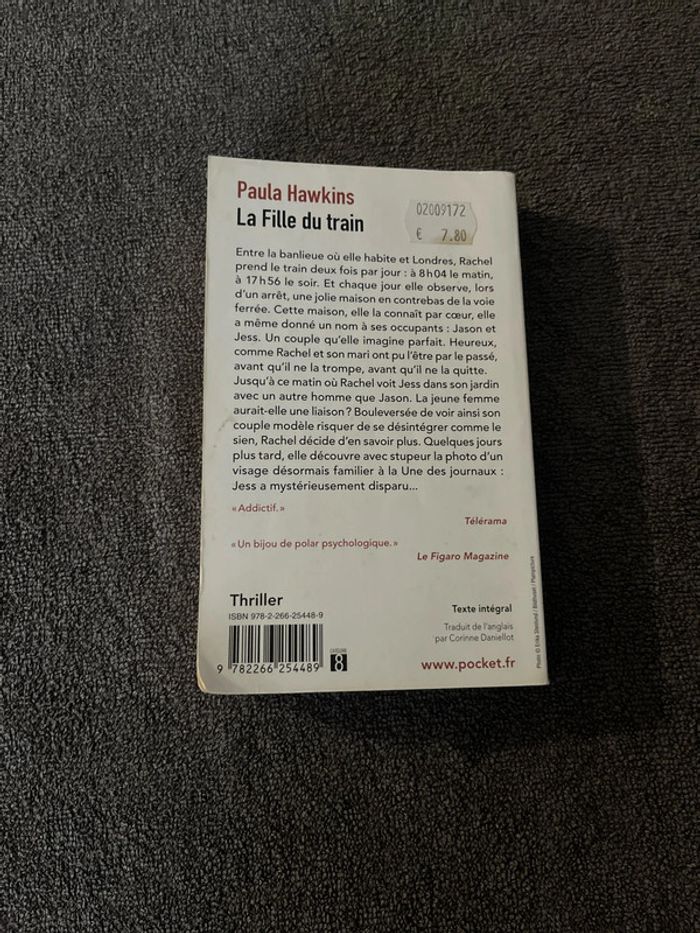 Paula Hawkins
La Fille du train
02009172
€ 7.80
Entre la banlieue où elle habite et Londres, Rachel
prend le train deux fois par jour : à 8 h 04 le matin,
à 17 h 56 le soir. Et chaque jour elle observe, lors
d'un arrêt, une jolie maison en contrebas de la voie
ferrée. Cette maison, elle la connaît par cœur, elle
a même donné un nom à ses occupants : Jason et
Jess. Un couple qu'elle imagine parfait. Heureux,
comme Rachel et son mari ont pu l'être par le passé,
avant qu'il ne la trompe, avant qu'il ne la quitte.
Jusqu'à ce matin où Rachel voit Jess dans son jardin
avec un autre homme que Jason. La jeune femme
aurait-elle une liaison ? Bouleversée de voir ainsi son
couple modèle risquer de se désintégrer comme le
sien, Rachel décide d'en savoir plus. Quelques jours
plus tard, elle découvre avec stupeur la photo d'un
visage désormais familier à la Une des journaux :
Jess a mystérieusement disparu...
« Addictif. »
Télérama
« Un bijou de polar psychologique. »
Le Figaro Magazine
Thriller
ISBN 978-2-266-25448-9
9 782266 254489
CATÉGORIE
8
Texte intégral
Traduit de l'anglais
par Corinne Daniellot
www.pocket.fr